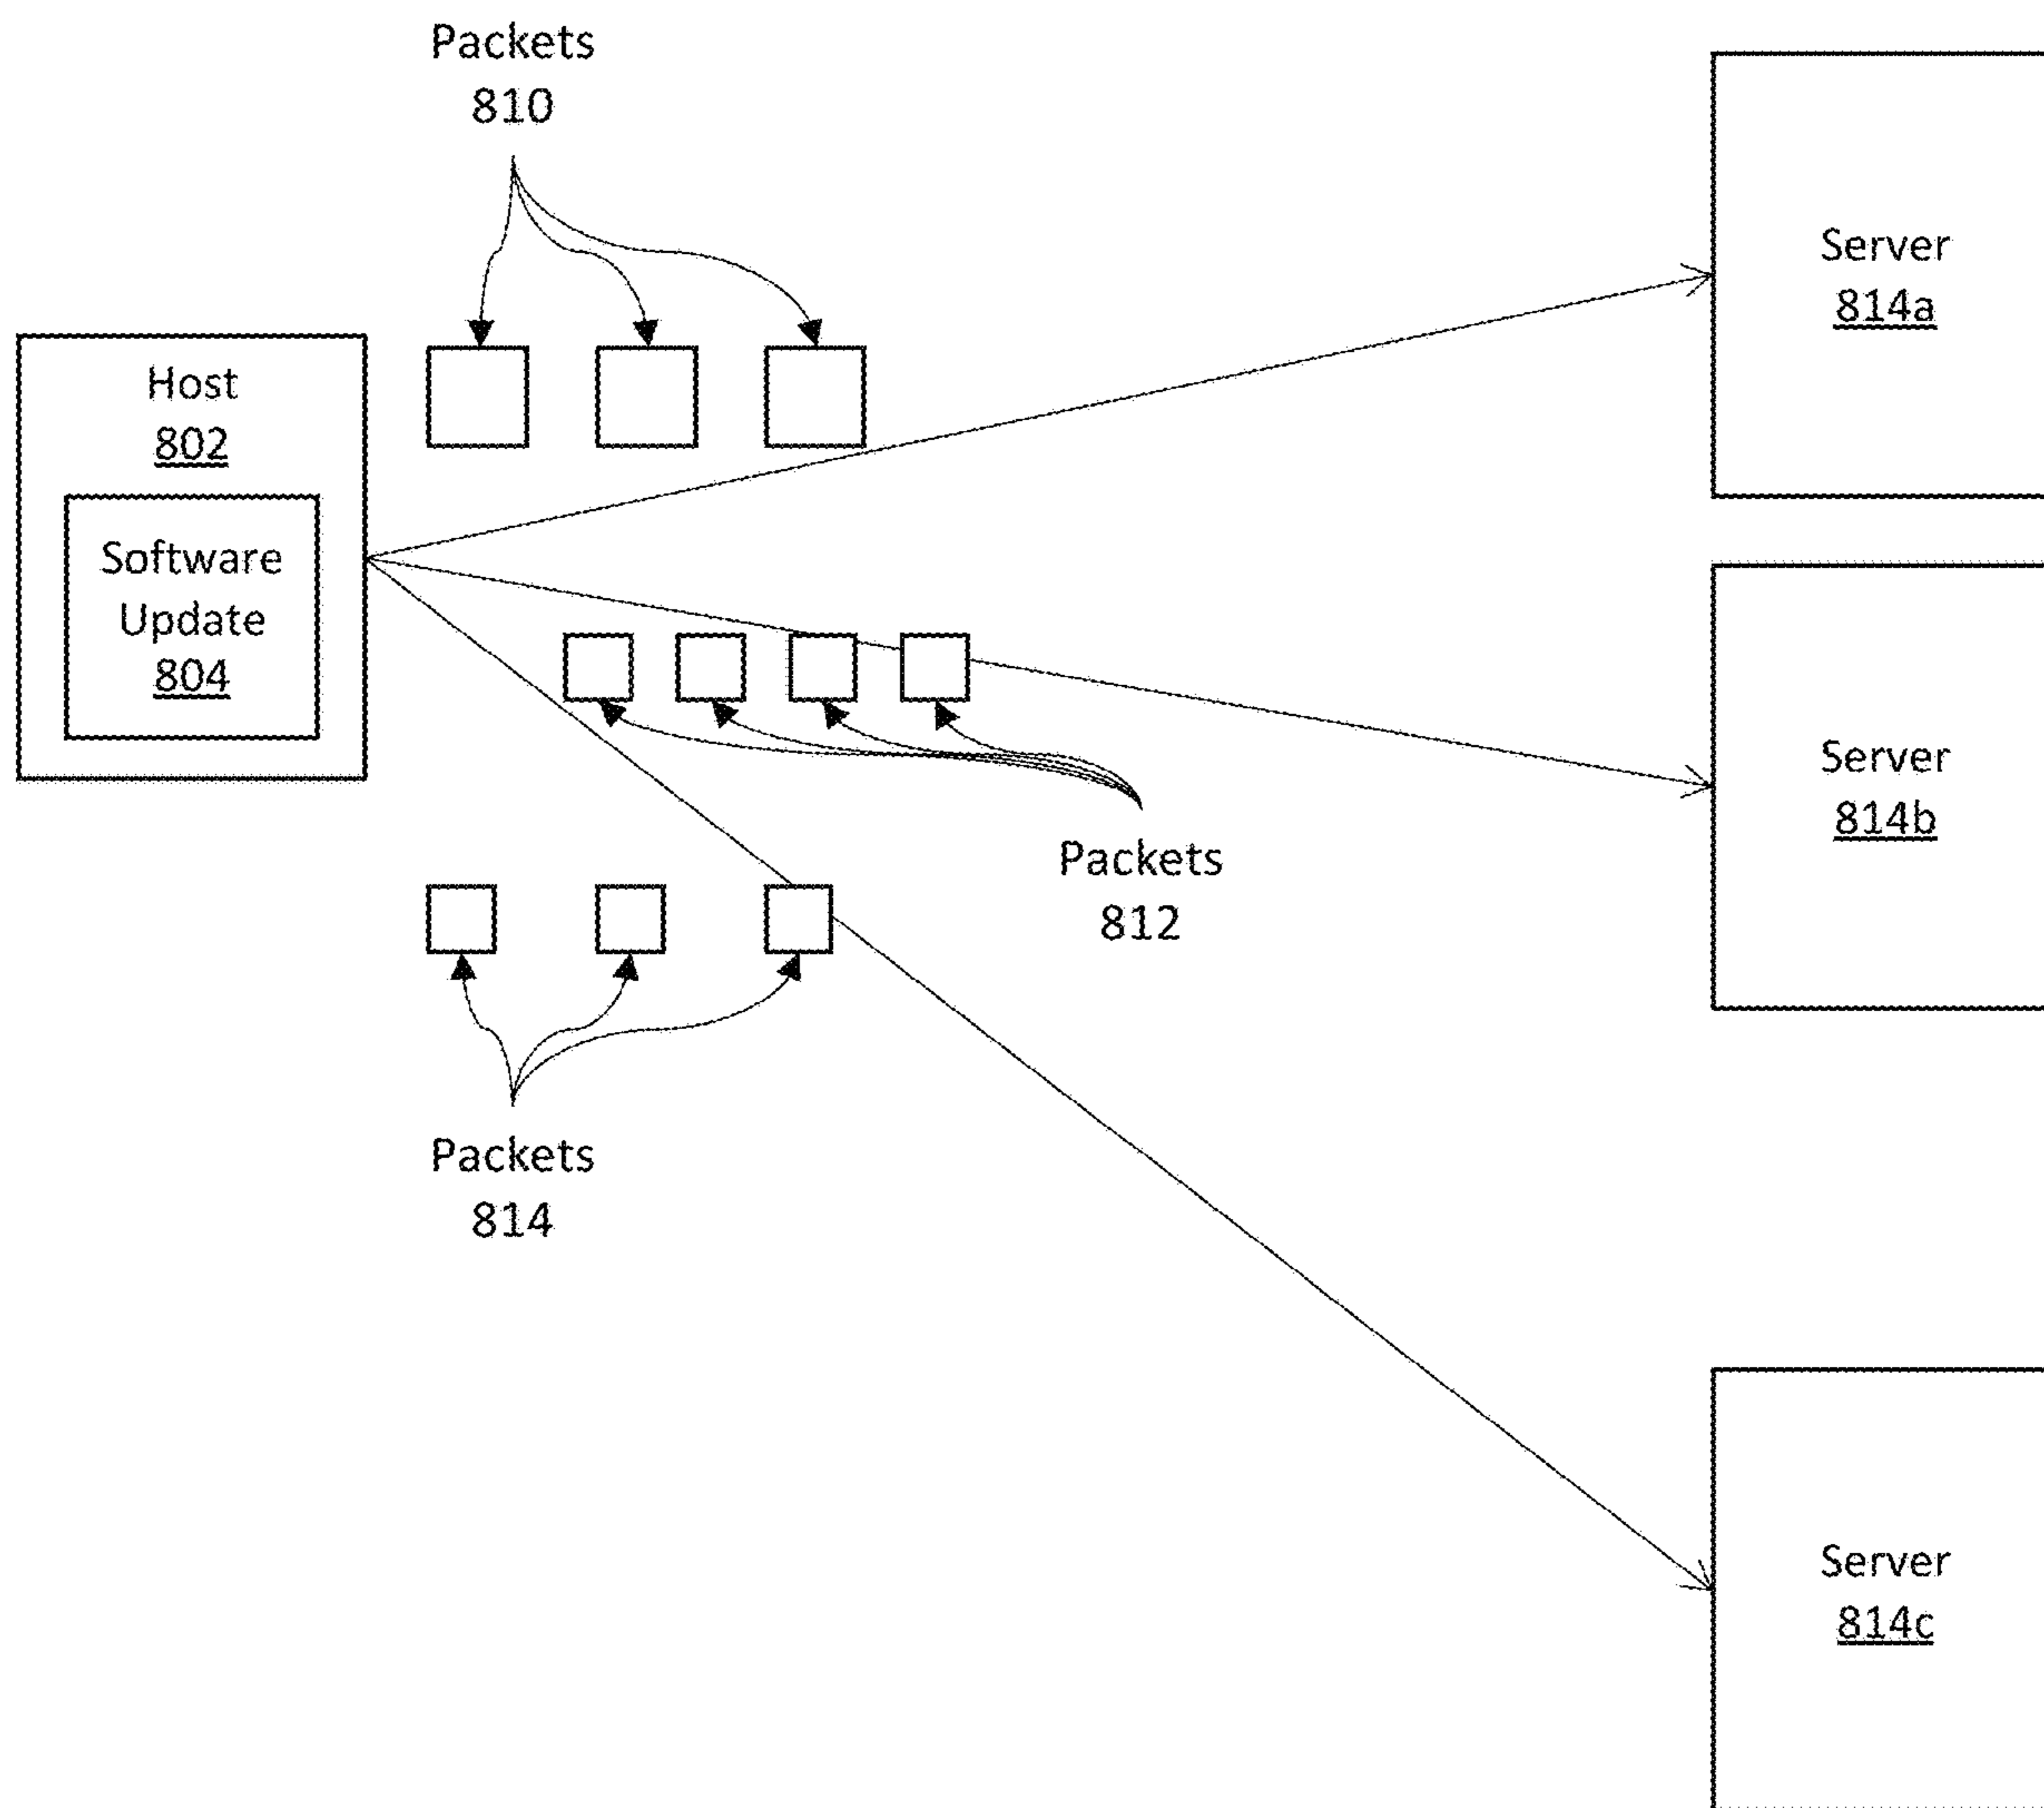 Packets
810
Server
814a
Host
802
Software
Update
804
Server
814b
Packets
812
Packets
814
Server
814c